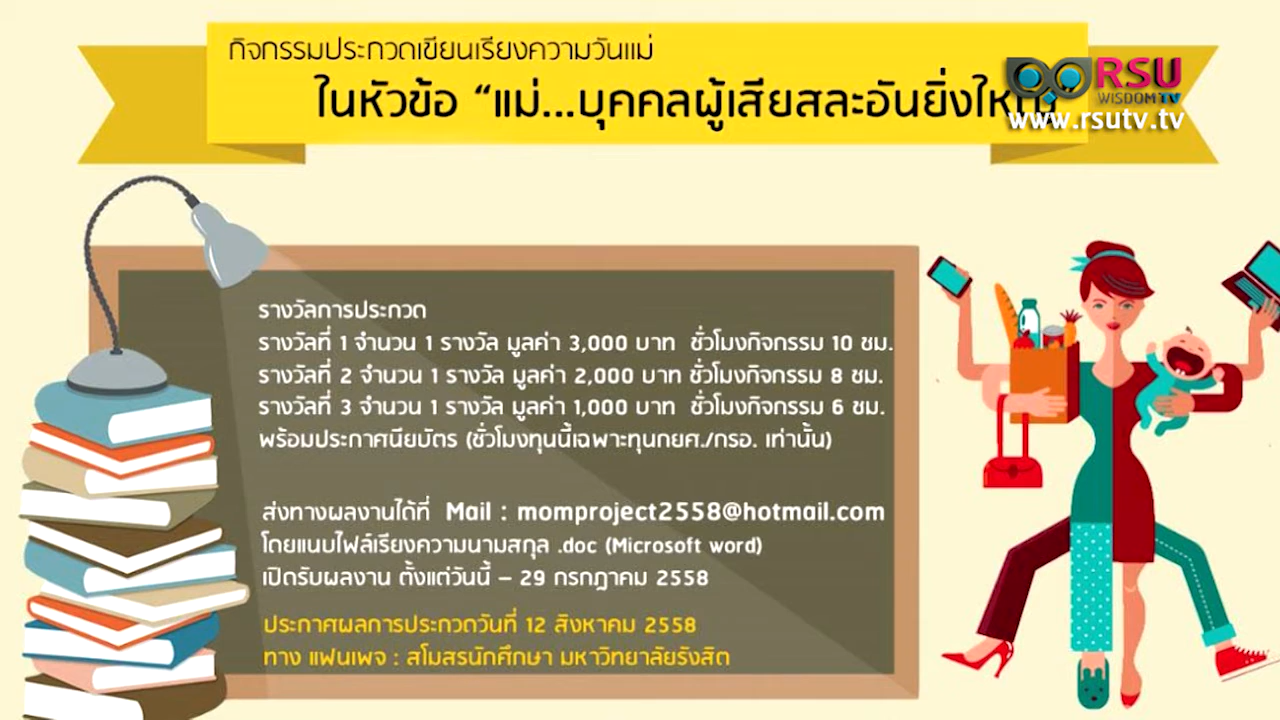 กิจกรรมประกวดเขียนเรียงความวันแม่
ในหัวข้อ “แม่...บุคคลผู้เสียสละอันยิ่งใหญ่”
RSU
WISDOM TV
www.rsutv.tv
รางวัลการประกวด
รางวัลที่ 1 จำนวน 1 รางวัล มูลค่า 3,000 บาท ชั่วโมงกิจกรรม 10 ชม.
รางวัลที่ 2 จำนวน 1 รางวัล มูลค่า 2,000 บาท ชั่วโมงกิจกรรม 8 ชม.
รางวัลที่ 3 จำนวน 1 รางวัล มูลค่า 1,000 บาท ชั่วโมงกิจกรรม 6 ชม.
พร้อมประกาศนียบัตร (ชั่วโมงทุนนี้เฉพาะทุนกยศ./กรอ. เท่านั้น)
ส่งทางผลงานได้ที่ Mail : momproject2558@hotmail.com
โดยแนบไฟล์เรียงความนามสกุล .doc (Microsoft word)
เปิดรับผลงาน ตั้งแต่วันนี้ – 29 กรกฎาคม 2558
ประกาศผลการประกวดวันที่ 12 สิงหาคม 2558
ทาง แฟนเพจ : สโมสรนักศึกษา มหาวิทยาลัยรังสิต